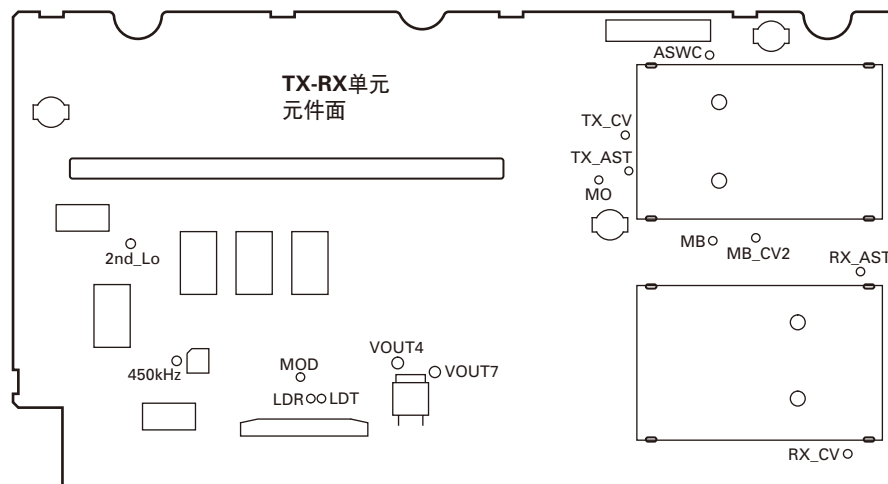 ASWC
TX-RX单元
元件面
TX_CV
TX_AST
MO
MB
MB_CV2
RX_AST
2nd_Lo
VOUT4
VOUT7
MOD
450kHz
LDR
LDT
RX_CV